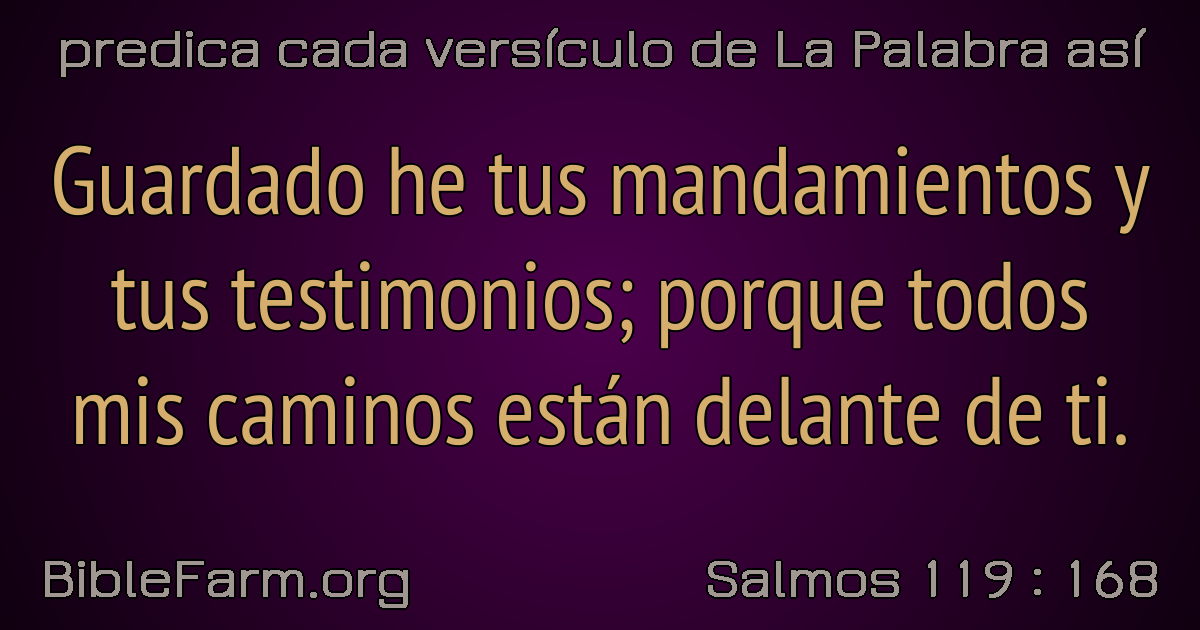 predica cada versículo de La Palabra así
Guardado he tus mandamientos y
tus testimonios; porque todos
mis caminos están delante de ti.
BibleFarm.org
Salmos 119 : 168